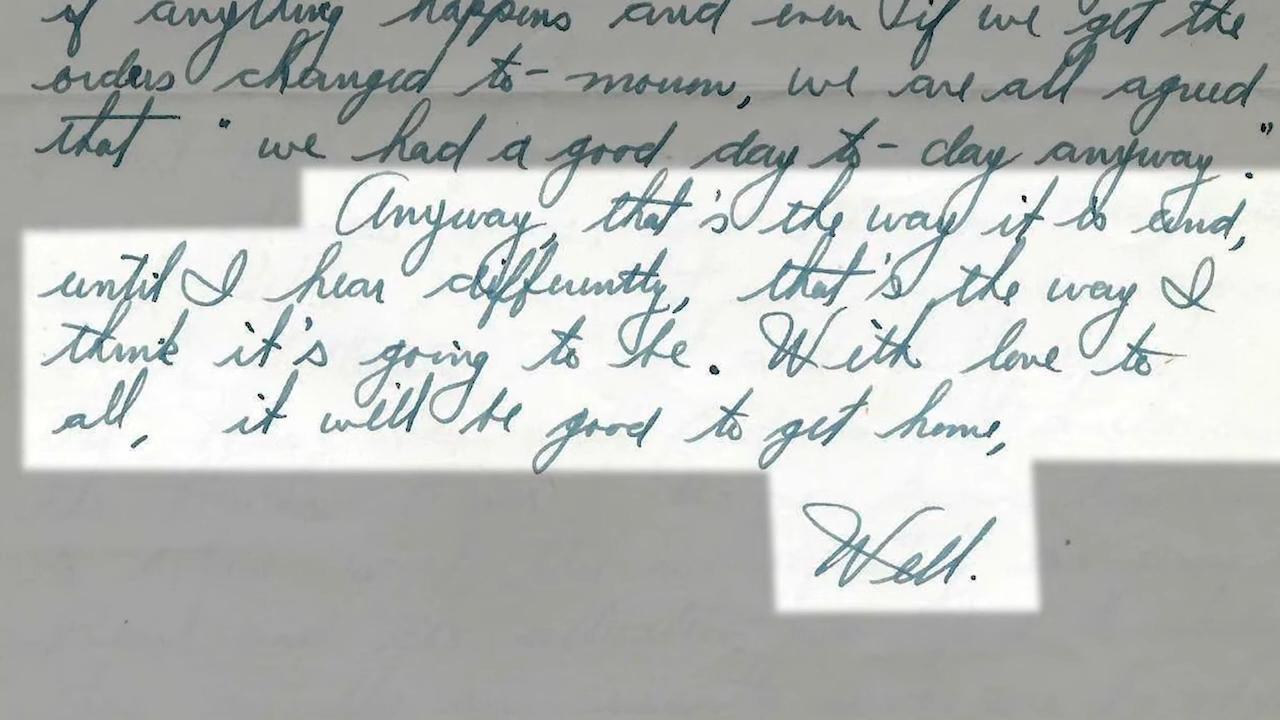 if anything happens and even if we get the
orders changed to-morrow, we are all agreed
that "we had a good day to-day anyway."
Anyway, that's the way it is and,
until I hear differently, that's the way I
think it's going to be. With love to
all, it will be good to get home,
Well.